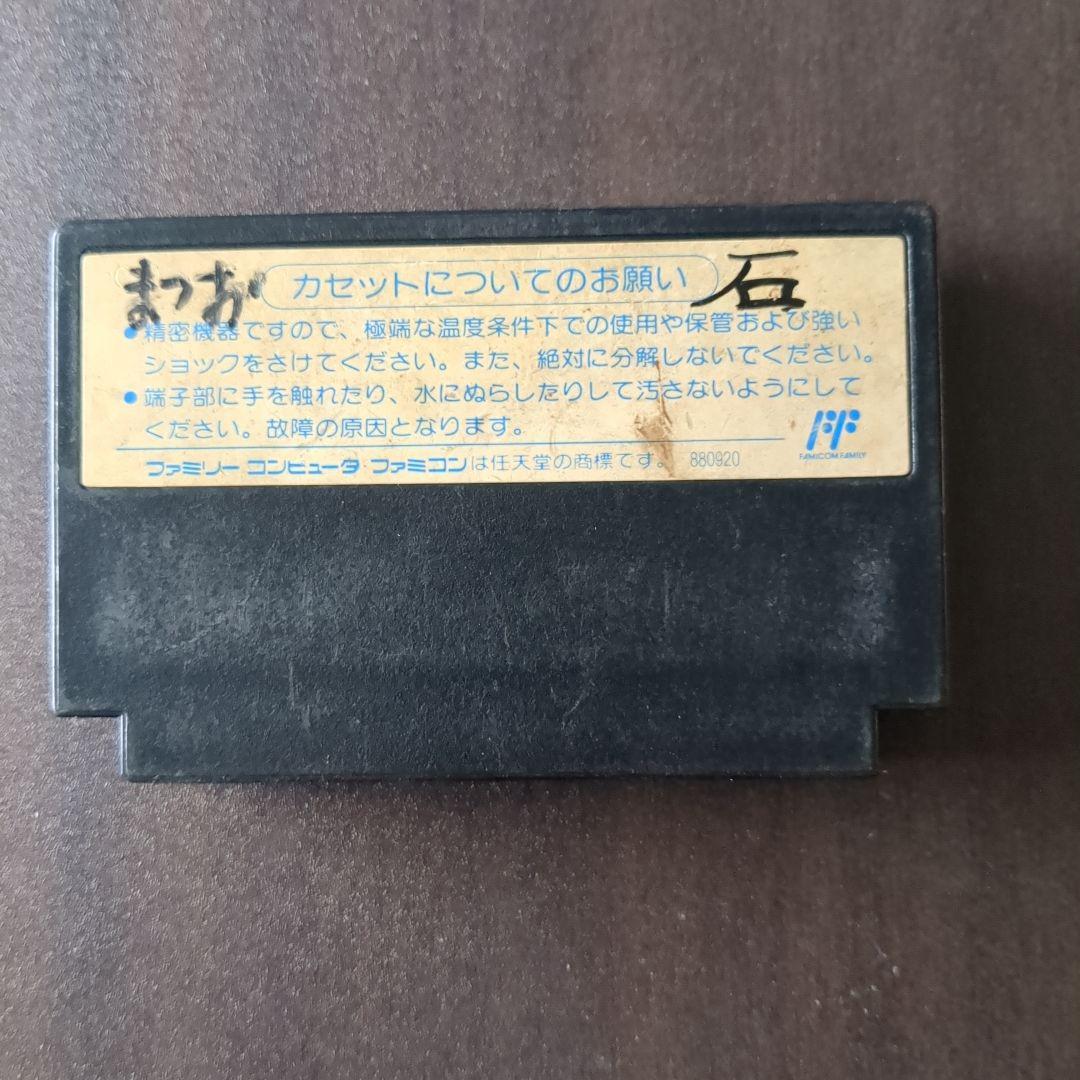 まつお カセットについてのお願い 石
●精密機器ですので、極端な温度条件下での使用や保管および強い
ショックをさけてください。また、絶対に分解しないでください。
●端子部に手を触れたり、水にぬらしたりして汚さないようにして
ください。故障の原因となります。
FF
FAMICOM FAMILY
ファミリーコンピュータ・ファミコンは任天堂の商標です。 880920